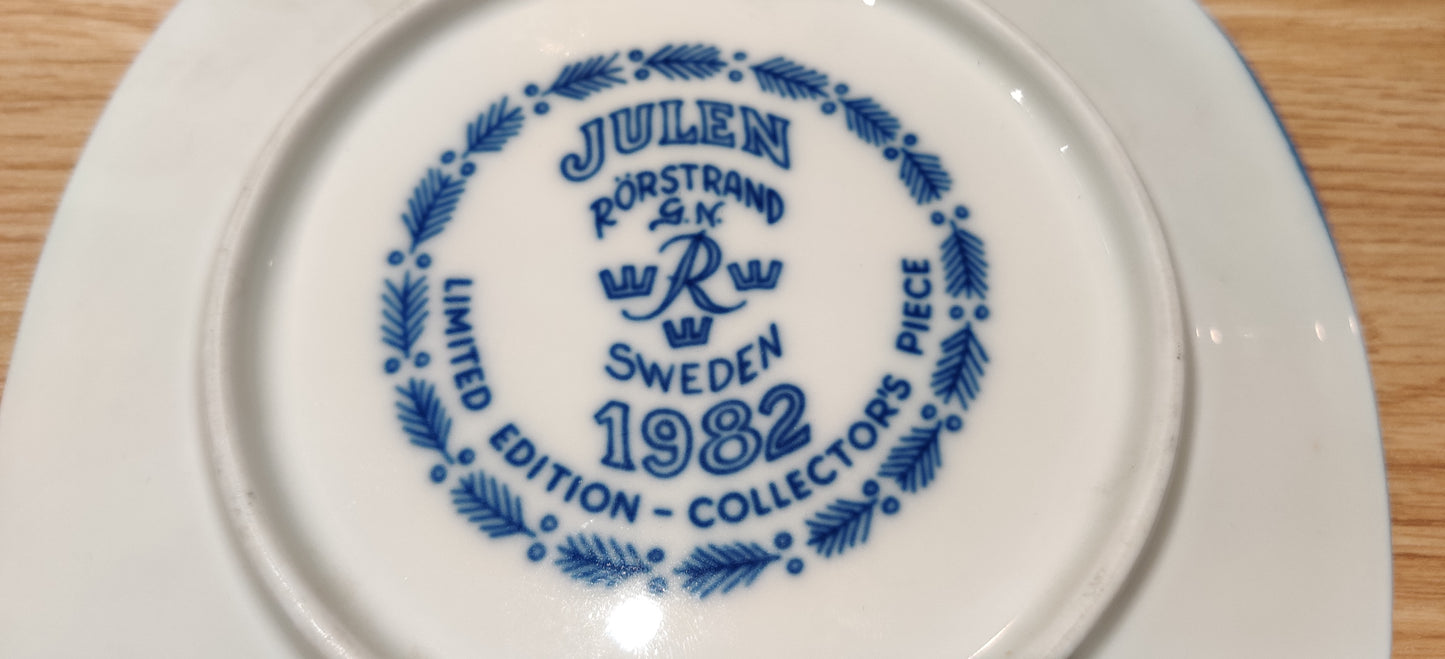 JULEN
RÖRSTRAND
G.N.
R
SWEDEN
1982
LIMITED EDITION - COLLECTOR'S PIECE